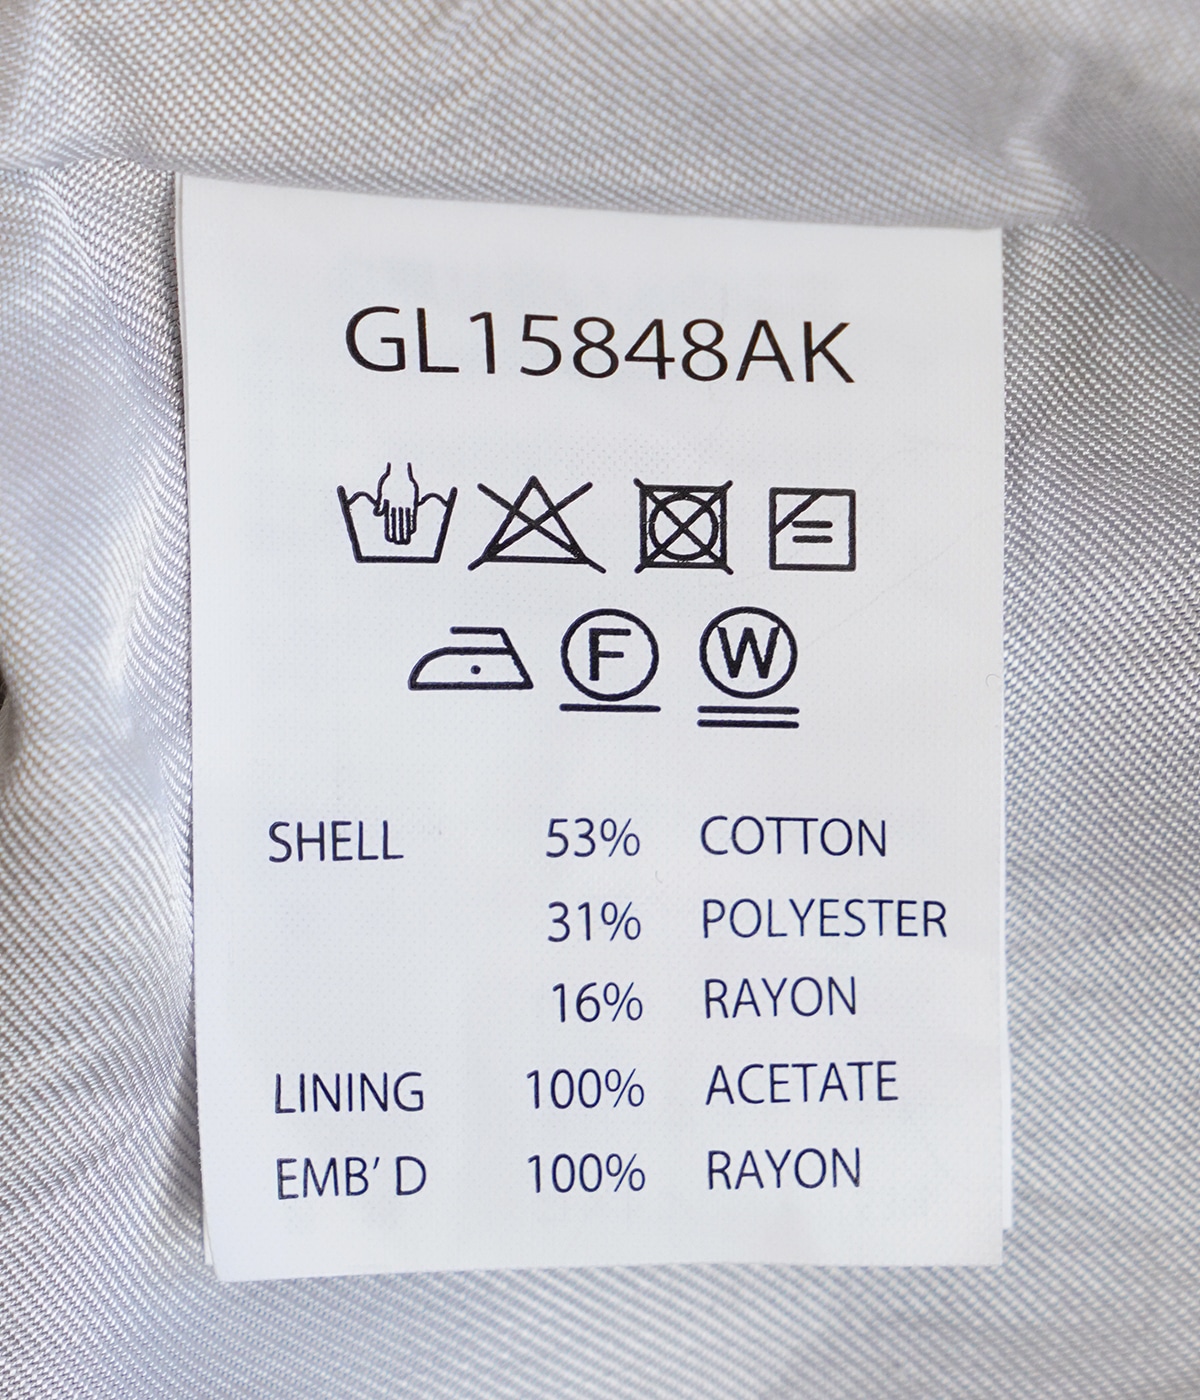 GL15848AK
F W
SHELL 53% COTTON
31% POLYESTER
16% RAYON
LINING 100% ACETATE
EMB' D 100% RAYON